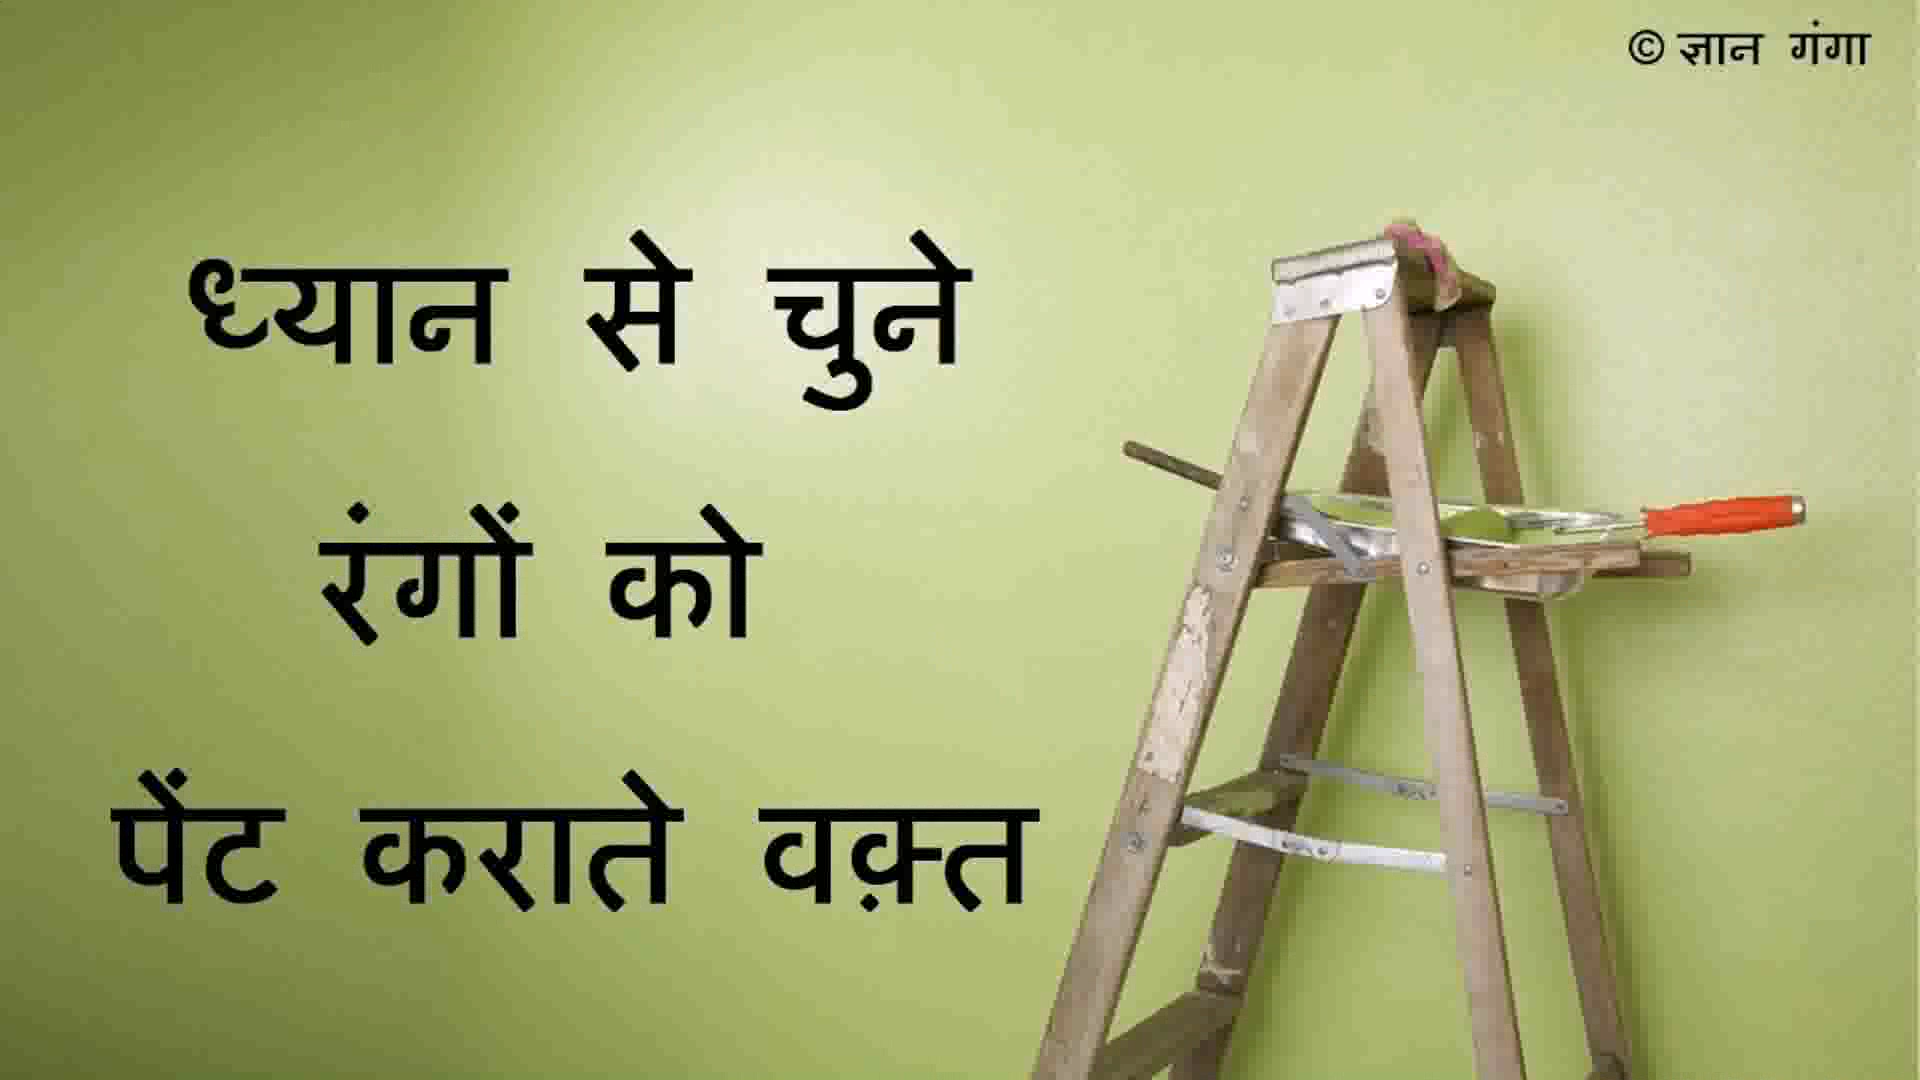 © ज्ञान गंगा
ध्यान से चुने
रंगों को
पेंट कराते वक़्त